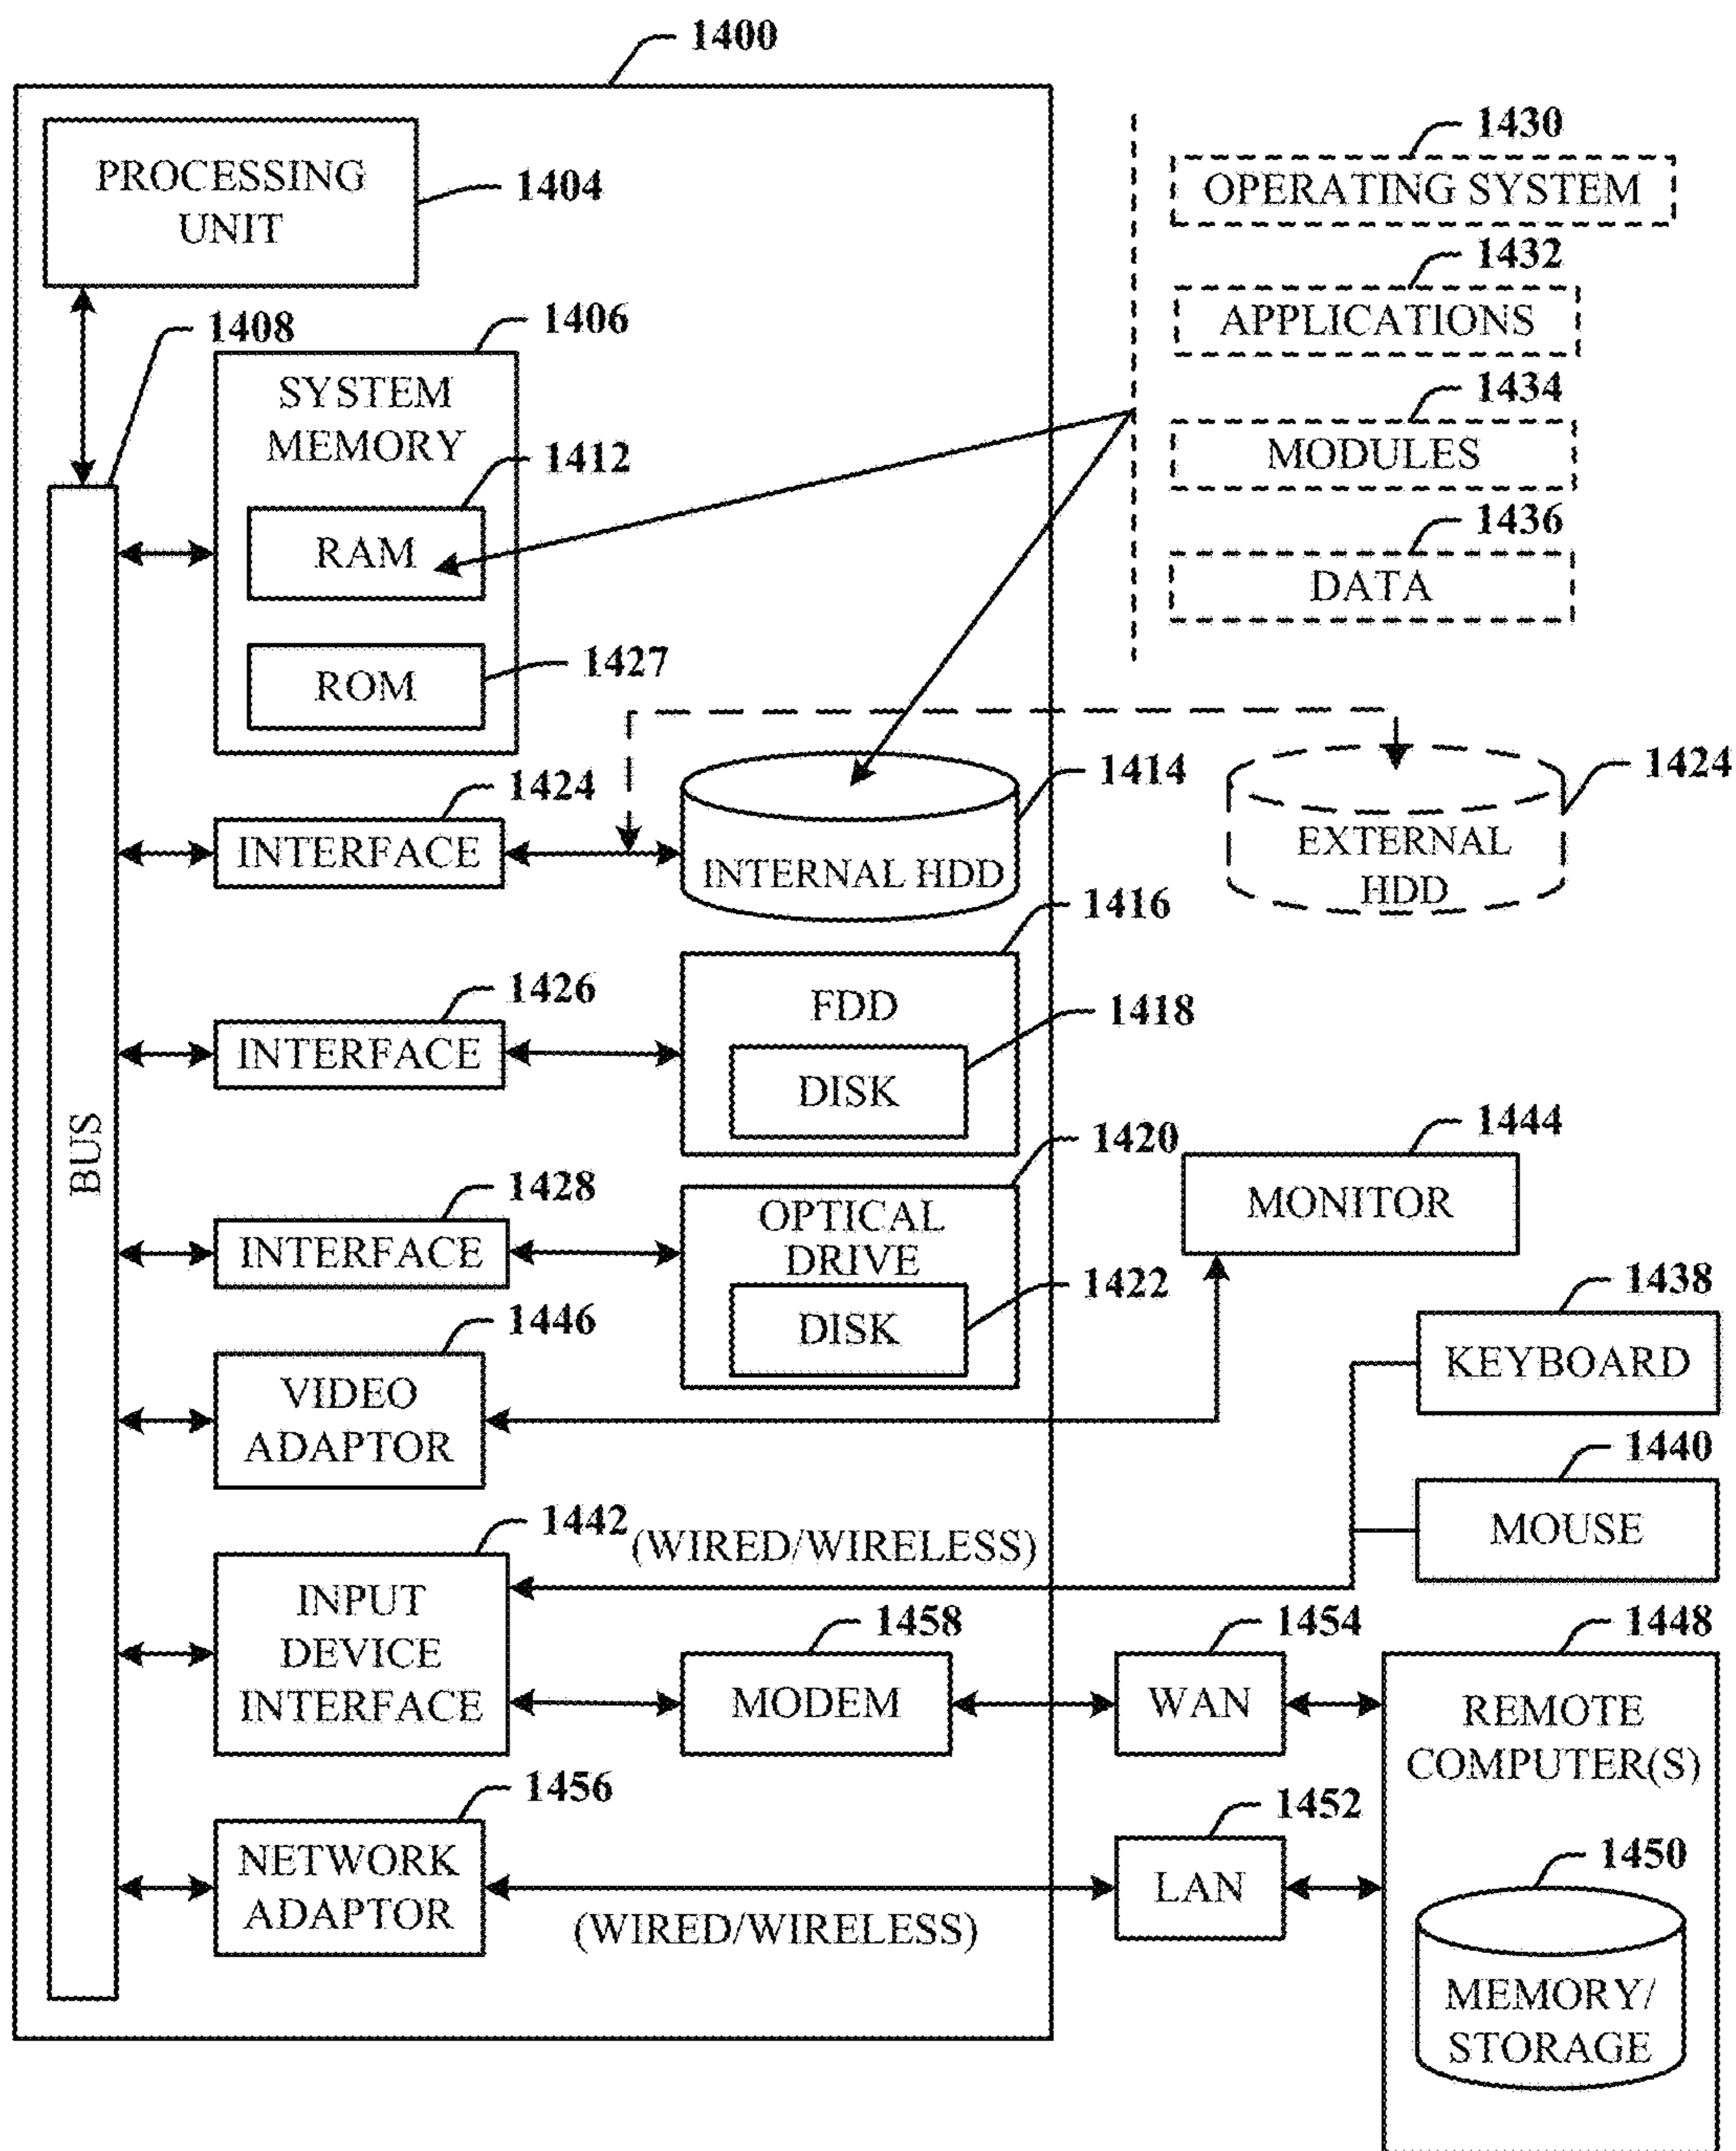 1400
PROCESSING
UNIT
1404
1430
OPERATING SYSTEM
1432
APPLICATIONS
1434
MODULES
1436
DATA
1408
1406
SYSTEM
MEMORY
1412
RAM
1427
ROM
1424
INTERFACE
1414
INTERNAL HDD
1424
EXTERNAL
HDD
1426
INTERFACE
1416
FDD
1418
DISK
BUS
1428
INTERFACE
1420
OPTICAL
DRIVE
1422
DISK
1444
MONITOR
1446
VIDEO
ADAPTOR
1438
KEYBOARD
1440
MOUSE
1442
(WIRED/WIRELESS)
INPUT
DEVICE
INTERFACE
1458
MODEM
1454
WAN
1448
REMOTE
COMPUTER(S)
1456
NETWORK
ADAPTOR
(WIRED/WIRELESS)
1452
LAN
1450
MEMORY/
STORAGE